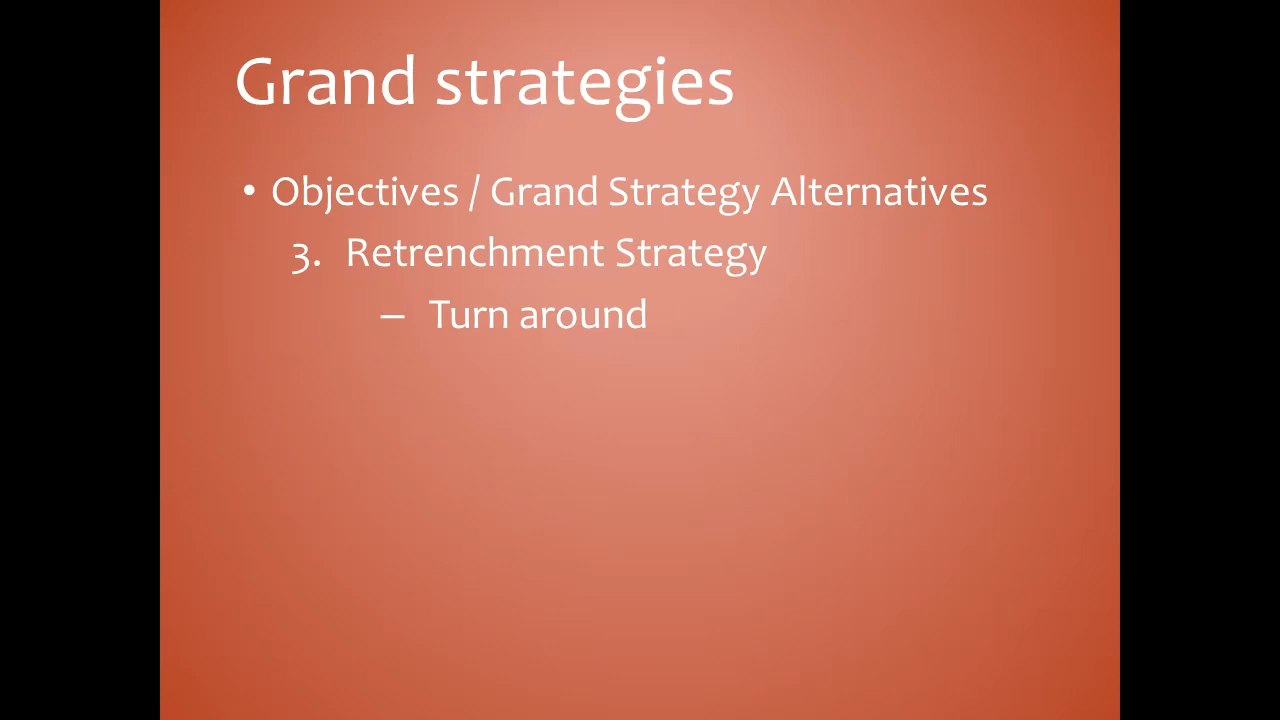 Grand strategies
• Objectives / Grand Strategy Alternatives
3. Retrenchment Strategy
– Turn around